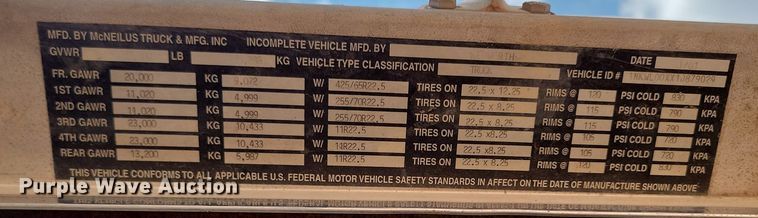 MFD. BY McNEILUS TRUCK & MFG. INC INCOMPLETE VEHICLE MFD. BY DATE
GVWR LB KG VEHICLE TYPE CLASSIFICATION TRUCK VEHICLE ID #
FR. GAWR 20,000 KG 9,072 W/ 425/65R22.5 TIRES ON 22.5 x 12.25 RIMS @ 120 PSI COLD 830 KPA
1ST GAWR 11,020 KG 4,999 W/ 255/70R22.5 TIRES ON 22.5 x 8.25 RIMS @ 115 PSI COLD 790 KPA
2ND GAWR 11,020 KG 4,999 W/ 255/70R22.5 TIRES ON 22.5 x8.25 RIMS @ 115 PSI COLD 790 KPA
3RD GAWR 23,000 KG 10,433 W/ 11R22.5 TIRES ON 22.5 x8.25 RIMS @ 105 PSI COLD 720 KPA
4TH GAWR 23,000 KG 10,433 W/ 11R22.5 TIRES ON 22.5 x8.25 RIMS @ 105 PSI COLD 720 KPA
REAR GAWR 13,200 KG 5,987 W/ 11R22.5 TIRES ON 22.5 x 8.25 RIMS @ 120 PSI COLD 830 KPA
THIS VEHICLE CONFORMS TO ALL APPLICABLE U.S. FEDERAL MOTOR VEHICLE SAFETY STANDARDS IN AFFECT ON THE DATE OF MANUFACTURE SHOWN ABOVE
Purple Wave Auction